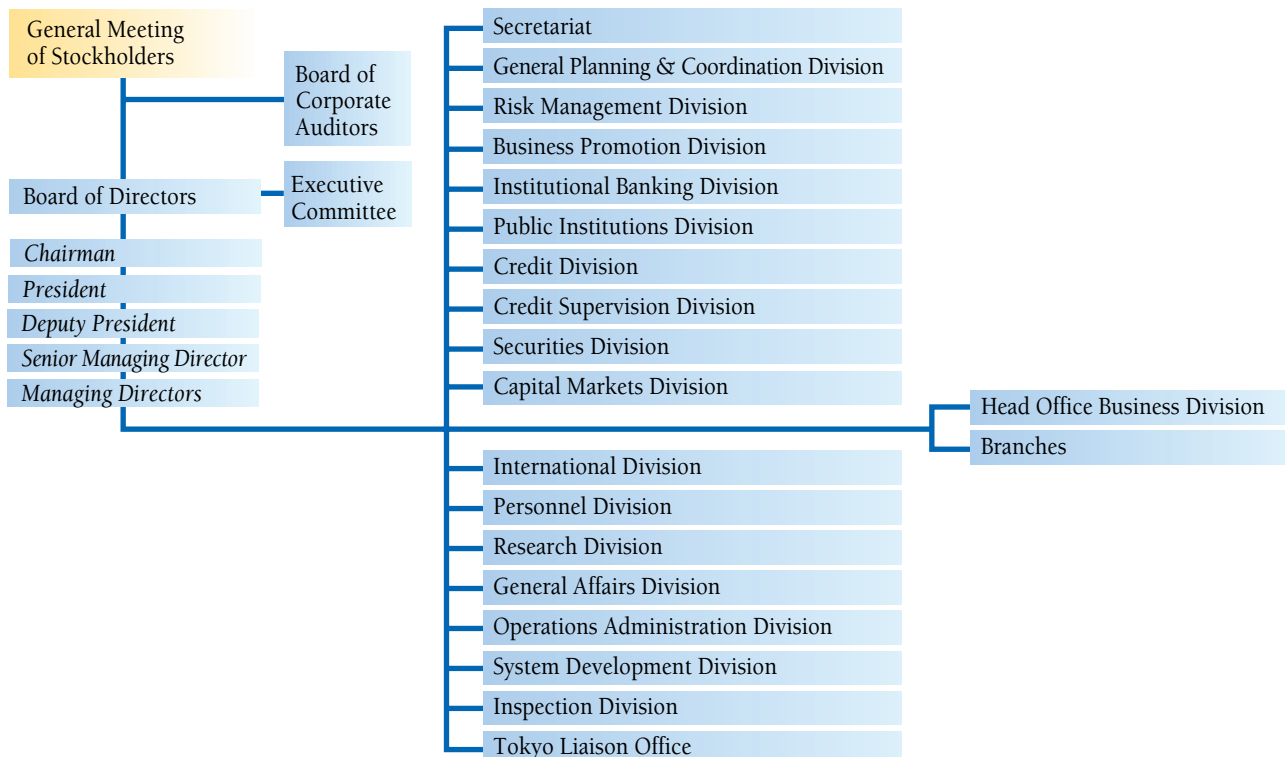 General Meeting
of Stockholders
Board of
Corporate
Auditors
Board of Directors
Executive
Committee
Chairman
President
Deputy President
Senior Managing Director
Managing Directors
Secretariat
General Planning & Coordination Division
Risk Management Division
Business Promotion Division
Institutional Banking Division
Public Institutions Division
Credit Division
Credit Supervision Division
Securities Division
Capital Markets Division
International Division
Personnel Division
Research Division
General Affairs Division
Operations Administration Division
System Development Division
Inspection Division
Tokyo Liaison Office
Head Office Business Division
Branches